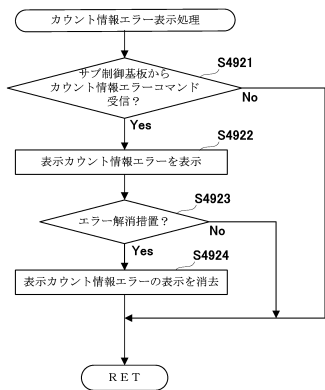 カウント情報エラー表示処理
S4921
サブ制御基板から
カウント情報エラーコマンド
受信？
No
Yes
S4922
表示カウント情報エラーを表示
S4923
エラー解消措置？
No
Yes
S4924
表示カウント情報エラーの表示を消去
RET